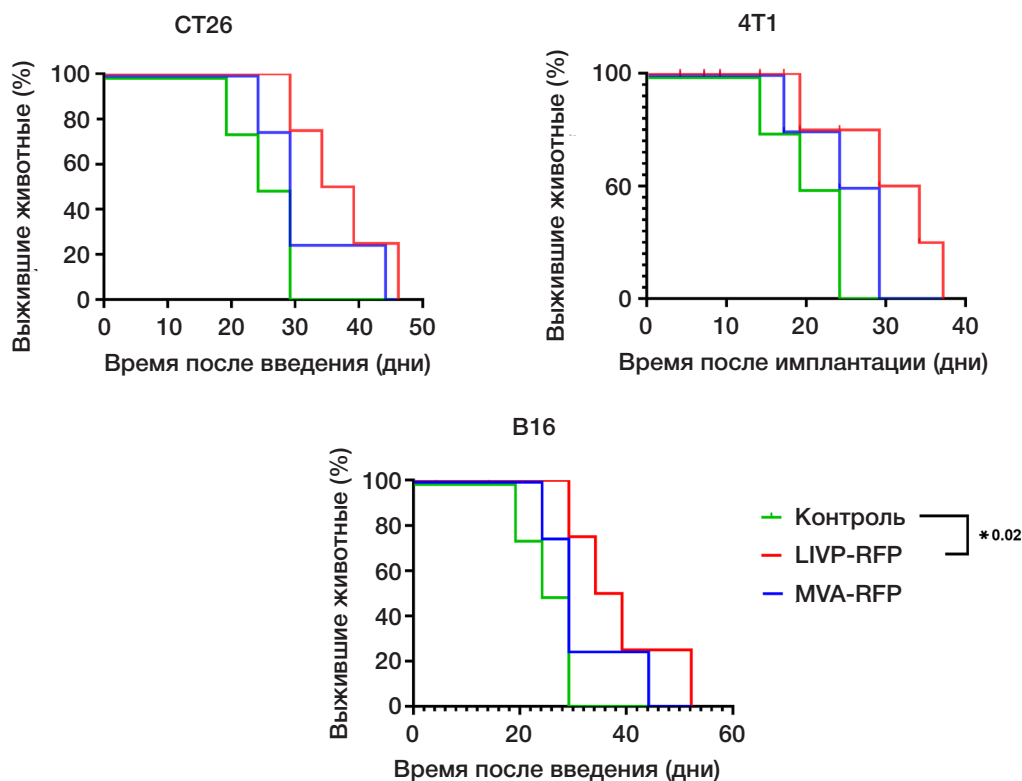 CT26
Выжившие животные (%)
100
80
60
40
20
0
0 10 20 30 40 50
Время после введения (дни)
4T1
Выжившие животные (%)
100
60
0
0 10 20 30 40
Время после имплантации (дни)
B16
Выжившие животные (%)
100
80
60
40
20
0
0 20 40 60
Время после введения (дни)
Контроль
LIVP-RFP
MVA-RFP
* 0.02